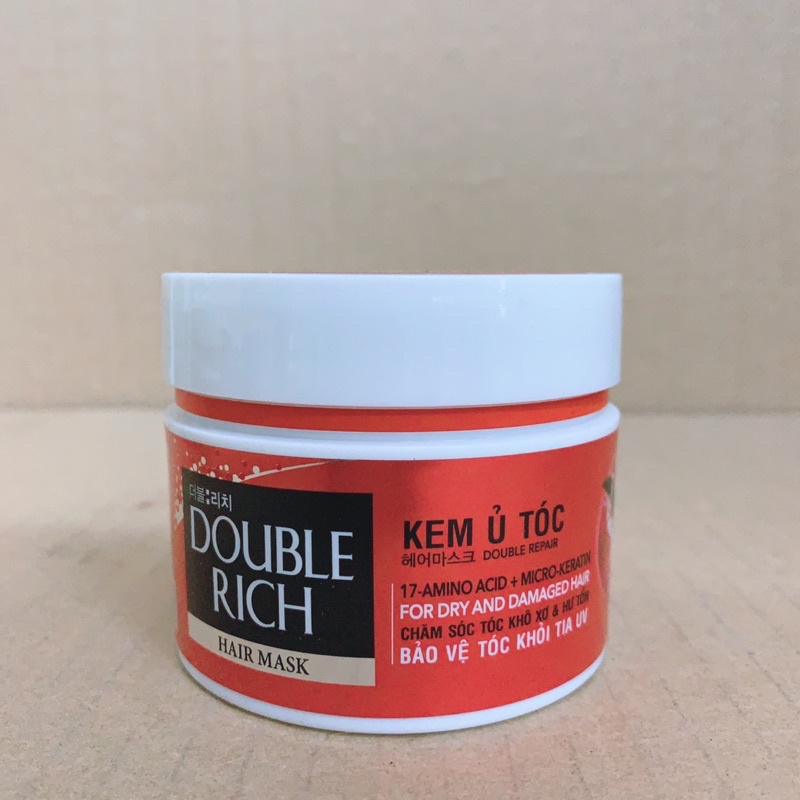 더블:리치
DOUBLE
RICH
HAIR MASK
KEM Ủ TÓC
헤어마스크 DOUBLE REPAIR
17-AMINO ACID + MICRO-KERATIN
FOR DRY AND DAMAGED HAIR
CHĂM SÓC TÓC KHÔ XƠ & HƯ TỔN
BẢO VỆ TÓC KHỎI TIA UV